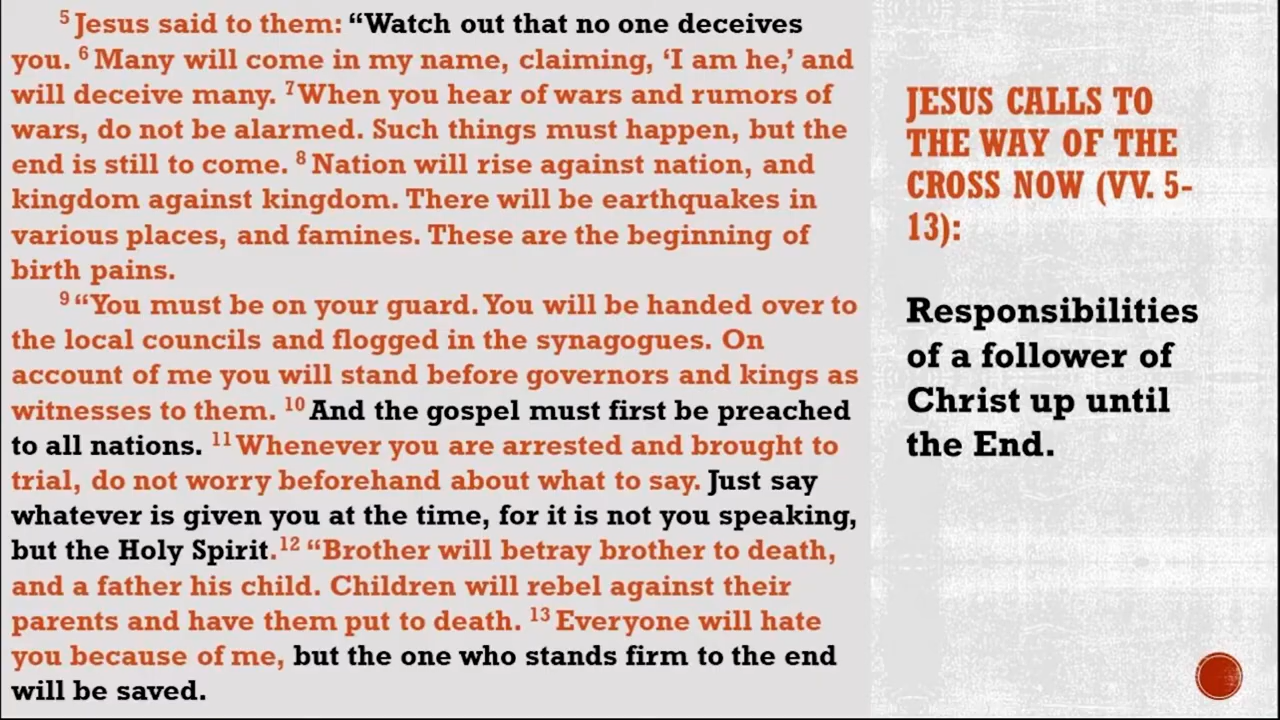 5 Jesus said to them: “Watch out that no one deceives
you. 6 Many will come in my name, claiming, ‘I am he,’ and
will deceive many. 7 When you hear of wars and rumors of
wars, do not be alarmed. Such things must happen, but the
end is still to come. 8 Nation will rise against nation, and
kingdom against kingdom. There will be earthquakes in
various places, and famines. These are the beginning of
birth pains.
9 “You must be on your guard. You will be handed over to
the local councils and flogged in the synagogues. On
account of me you will stand before governors and kings as
witnesses to them. 10 And the gospel must first be preached
to all nations. 11 Whenever you are arrested and brought to
trial, do not worry beforehand about what to say. Just say
whatever is given you at the time, for it is not you speaking,
but the Holy Spirit. 12 “Brother will betray brother to death,
and a father his child. Children will rebel against their
parents and have them put to death. 13 Everyone will hate
you because of me, but the one who stands firm to the end
will be saved.
JESUS CALLS TO
THE WAY OF THE
CROSS NOW (VV. 5-
13):
Responsibilities
of a follower of
Christ up until
the End.